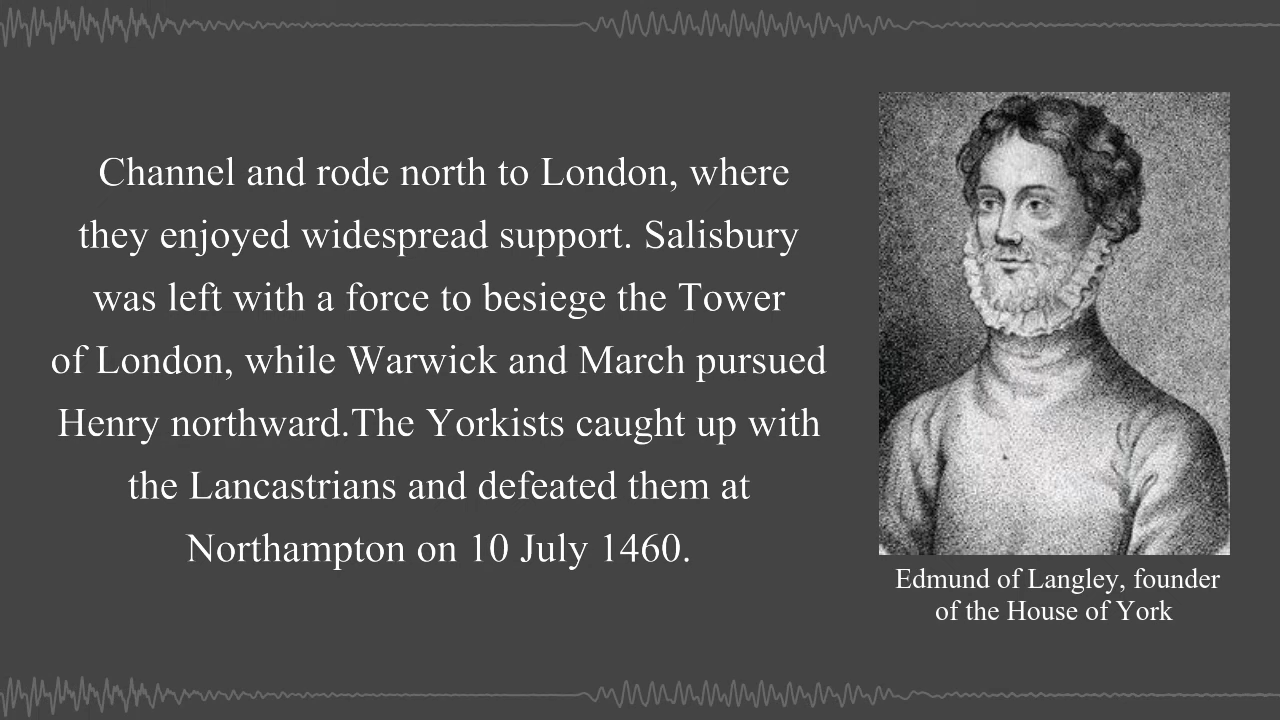 Channel and rode north to London, where
they enjoyed widespread support. Salisbury
was left with a force to besiege the Tower
of London, while Warwick and March pursued
Henry northward.The Yorkists caught up with
the Lancastrians and defeated them at
Northampton on 10 July 1460.
Edmund of Langley, founder
of the House of York